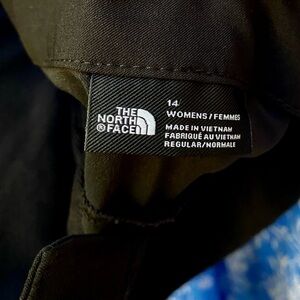 THE
NORTH
FACE
14
WOMENS / FEMMES
MADE IN VIETNAM
FABRIQUÉ AU VIETNAM
REGULAR/NORMALE